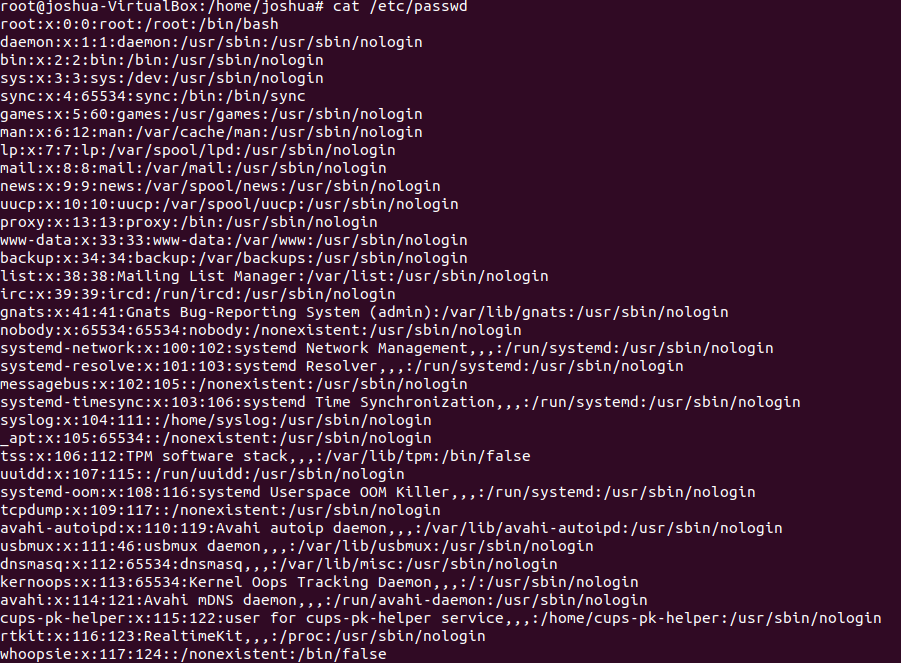 root@joshua-VirtualBox:/home/joshua# cat /etc/passwd
root:x:0:0:root:/root:/bin/bash
daemon:x:1:1:daemon:/usr/sbin:/usr/sbin/nologin
bin:x:2:2:bin:/bin:/usr/sbin/nologin
sys:x:3:3:sys:/dev:/usr/sbin/nologin
sync:x:4:65534:sync:/bin:/bin/sync
games:x:5:60:games:/usr/games:/usr/sbin/nologin
man:x:6:12:man:/var/cache/man:/usr/sbin/nologin
lp:x:7:7:lp:/var/spool/lpd:/usr/sbin/nologin
mail:x:8:8:mail:/var/mail:/usr/sbin/nologin
news:x:9:9:news:/var/spool/news:/usr/sbin/nologin
uucp:x:10:10:uucp:/var/spool/uucp:/usr/sbin/nologin
proxy:x:13:13:proxy:/bin:/usr/sbin/nologin
www-data:x:33:33:www-data:/var/www:/usr/sbin/nologin
backup:x:34:34:backup:/var/backups:/usr/sbin/nologin
list:x:38:38:Mailing List Manager:/var/list:/usr/sbin/nologin
irc:x:39:39:ircd:/run/ircd:/usr/sbin/nologin
gnats:x:41:41:Gnats Bug-Reporting System (admin):/var/lib/gnats:/usr/sbin/nologin
nobody:x:65534:65534:nobody:/nonexistent:/usr/sbin/nologin
systemd-network:x:100:102:systemd Network Management,,,:/run/systemd:/usr/sbin/nologin
systemd-resolve:x:101:103:systemd Resolver,,,:/run/systemd:/usr/sbin/nologin
messagebus:x:102:105::/nonexistent:/usr/sbin/nologin
systemd-timesync:x:103:106:systemd Time Synchronization,,,:/run/systemd:/usr/sbin/nologin
syslog:x:104:111::/home/syslog:/usr/sbin/nologin
_apt:x:105:65534::/nonexistent:/usr/sbin/nologin
tss:x:106:112:TPM software stack,,,:/var/lib/tpm:/bin/false
uuidd:x:107:115::/run/uuidd:/usr/sbin/nologin
systemd-oom:x:108:116:systemd Userspace OOM Killer,,,:/run/systemd:/usr/sbin/nologin
tcpdump:x:109:117::/nonexistent:/usr/sbin/nologin
avahi-autoipd:x:110:119:Avahi autoip daemon,,,:/var/lib/avahi-autoipd:/usr/sbin/nologin
usbmux:x:111:46:usbmux daemon,,,:/var/lib/usbmux:/usr/sbin/nologin
dnsmasq:x:112:65534:dnsmasq,,,:/var/lib/misc:/usr/sbin/nologin
kernoops:x:113:65534:Kernel Oops Tracking Daemon,,,:/:/usr/sbin/nologin
avahi:x:114:121:Avahi mDNS daemon,,,:/run/avahi-daemon:/usr/sbin/nologin
cups-pk-helper:x:115:122:user for cups-pk-helper service,,,:/home/cups-pk-helper:/usr/sbin/nologin
rtkit:x:116:123:RealtimeKit,,,:/proc:/usr/sbin/nologin
whoopsie:x:117:124::/nonexistent:/bin/false